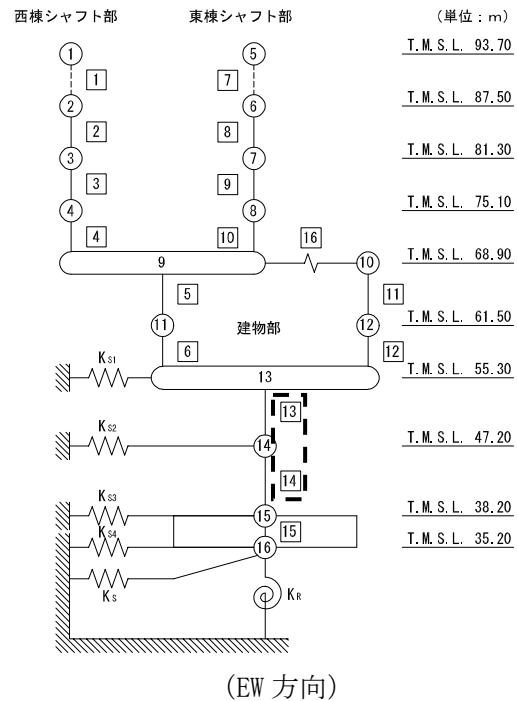 西棟シャフト部 東棟シャフト部 (単位：m)
1 5 T.M.S.L. 93.70
1 7
2 6 T.M.S.L. 87.50
2 8
3 7 T.M.S.L. 81.30
3 9
4 8 T.M.S.L. 75.10
4 10 16
9 10 T.M.S.L. 68.90
5 11
11 建物部 12 T.M.S.L. 61.50
6 12
KS1 13 T.M.S.L. 55.30
13
KS2 14 T.M.S.L. 47.20
14
KS3 15 T.M.S.L. 38.20
KS4 15
16 T.M.S.L. 35.20
KS KR
(EW 方向)